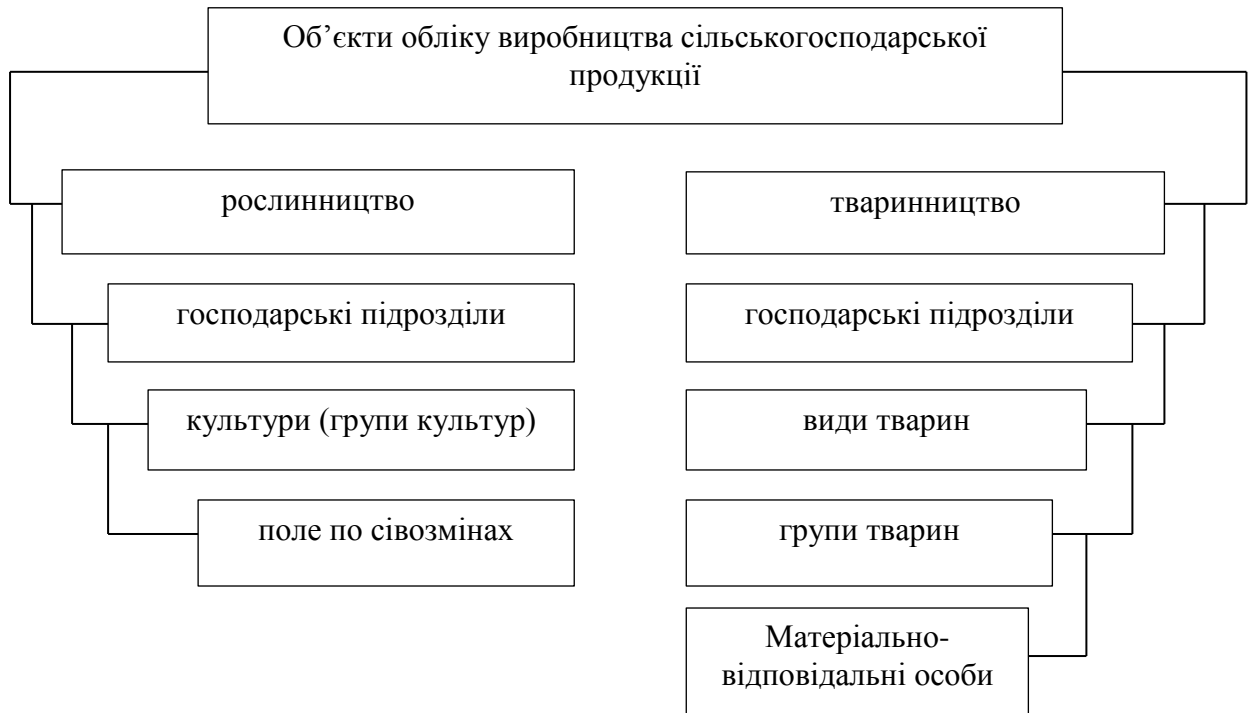 Об’єкти обліку виробництва сільськогосподарської
продукції
рослинництво
тваринництво
господарські підрозділи
господарські підрозділи
культури (групи культур)
види тварин
поле по сівозмінах
групи тварин
Матеріально-
відповідальні особи